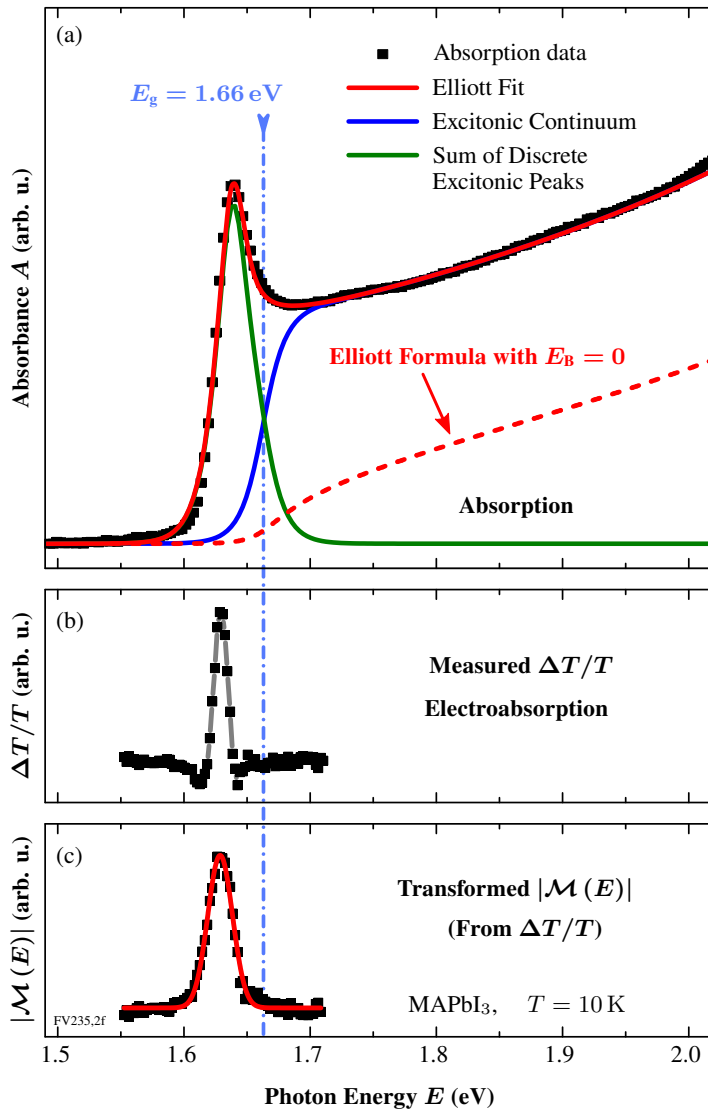 (a)
Absorption data
Elliott Fit
Excitonic Continuum
Sum of Discrete
Excitonic Peaks
E_g = 1.66 eV
Absorbance A (arb. u.)
Elliott Formula with E_B = 0
Absorption
(b)
ΔT/T (arb. u.)
Measured ΔT/T
Electroabsorption
(c)
|ℳ(E)| (arb. u.)
Transformed |ℳ(E)|
(From ΔT/T)
MAPbI₃, T = 10 K
FV235,2f
1.5 1.6 1.7 1.8 1.9 2.0
Photon Energy E (eV)